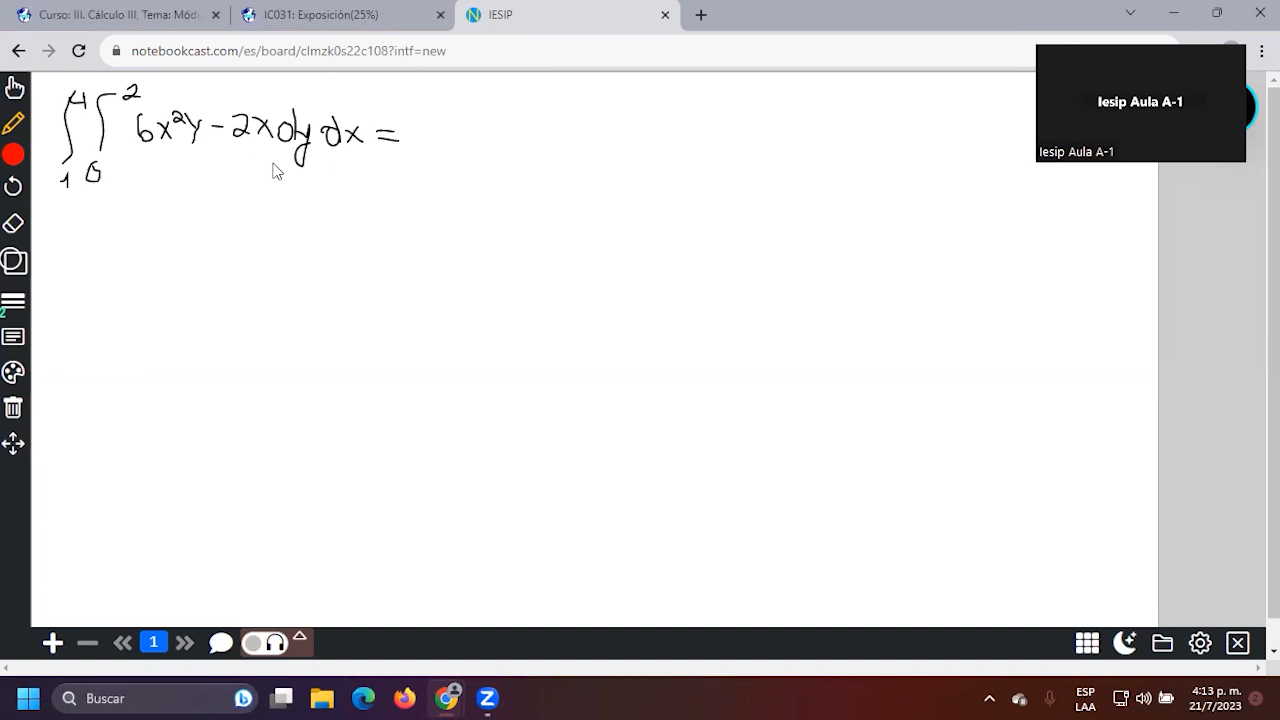 Curso: III. Cálculo III, Tema: Mód
IC031: Exposición(25%)
IESIP
notebookcast.com/es/board/clmzk0s22c108?intf=new
∫₁⁴ ∫₀² 6x²y - 2x dy dx =
Iesip Aula A-1
Iesip Aula A-1
2
1
Buscar
ESP
LAA
4:13 p. m.
21/7/2023
2